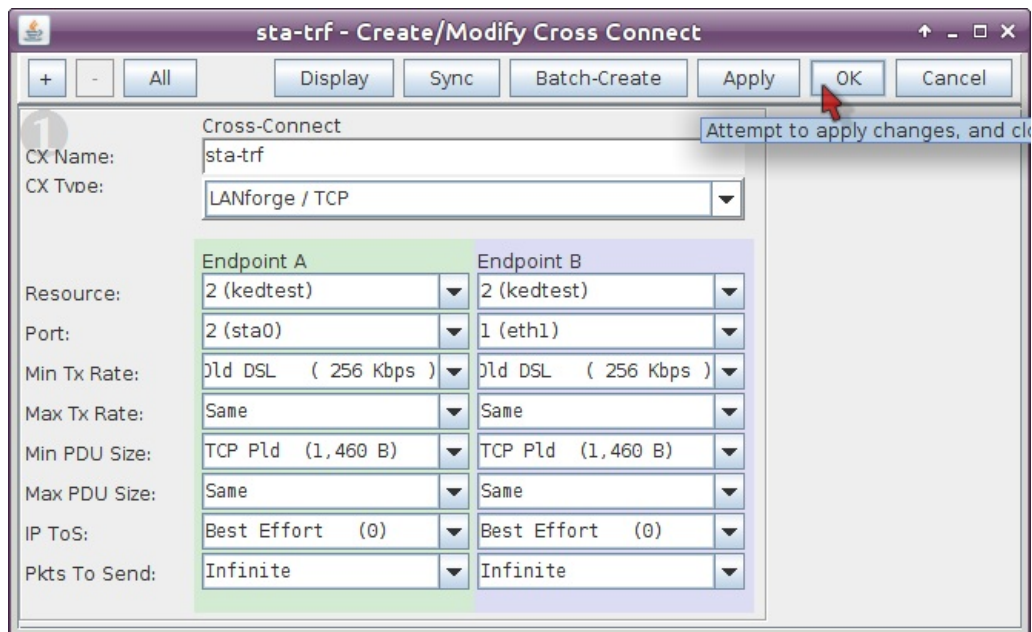 sta-trf - Create/Modify Cross Connect
+ - All Display Sync Batch-Create Apply OK Cancel
1
Cross-Connect
Attempt to apply changes, and clo
CX Name: sta-trf
CX Type: LANforge / TCP
Endpoint A Endpoint B
Resource: 2 (kedtest) 2 (kedtest)
Port: 2 (sta0) 1 (eth1)
Min Tx Rate: Old DSL ( 256 Kbps ) Old DSL ( 256 Kbps )
Max Tx Rate: Same Same
Min PDU Size: TCP Pld (1,460 B) TCP Pld (1,460 B)
Max PDU Size: Same Same
IP ToS: Best Effort (0) Best Effort (0)
Pkts To Send: Infinite Infinite